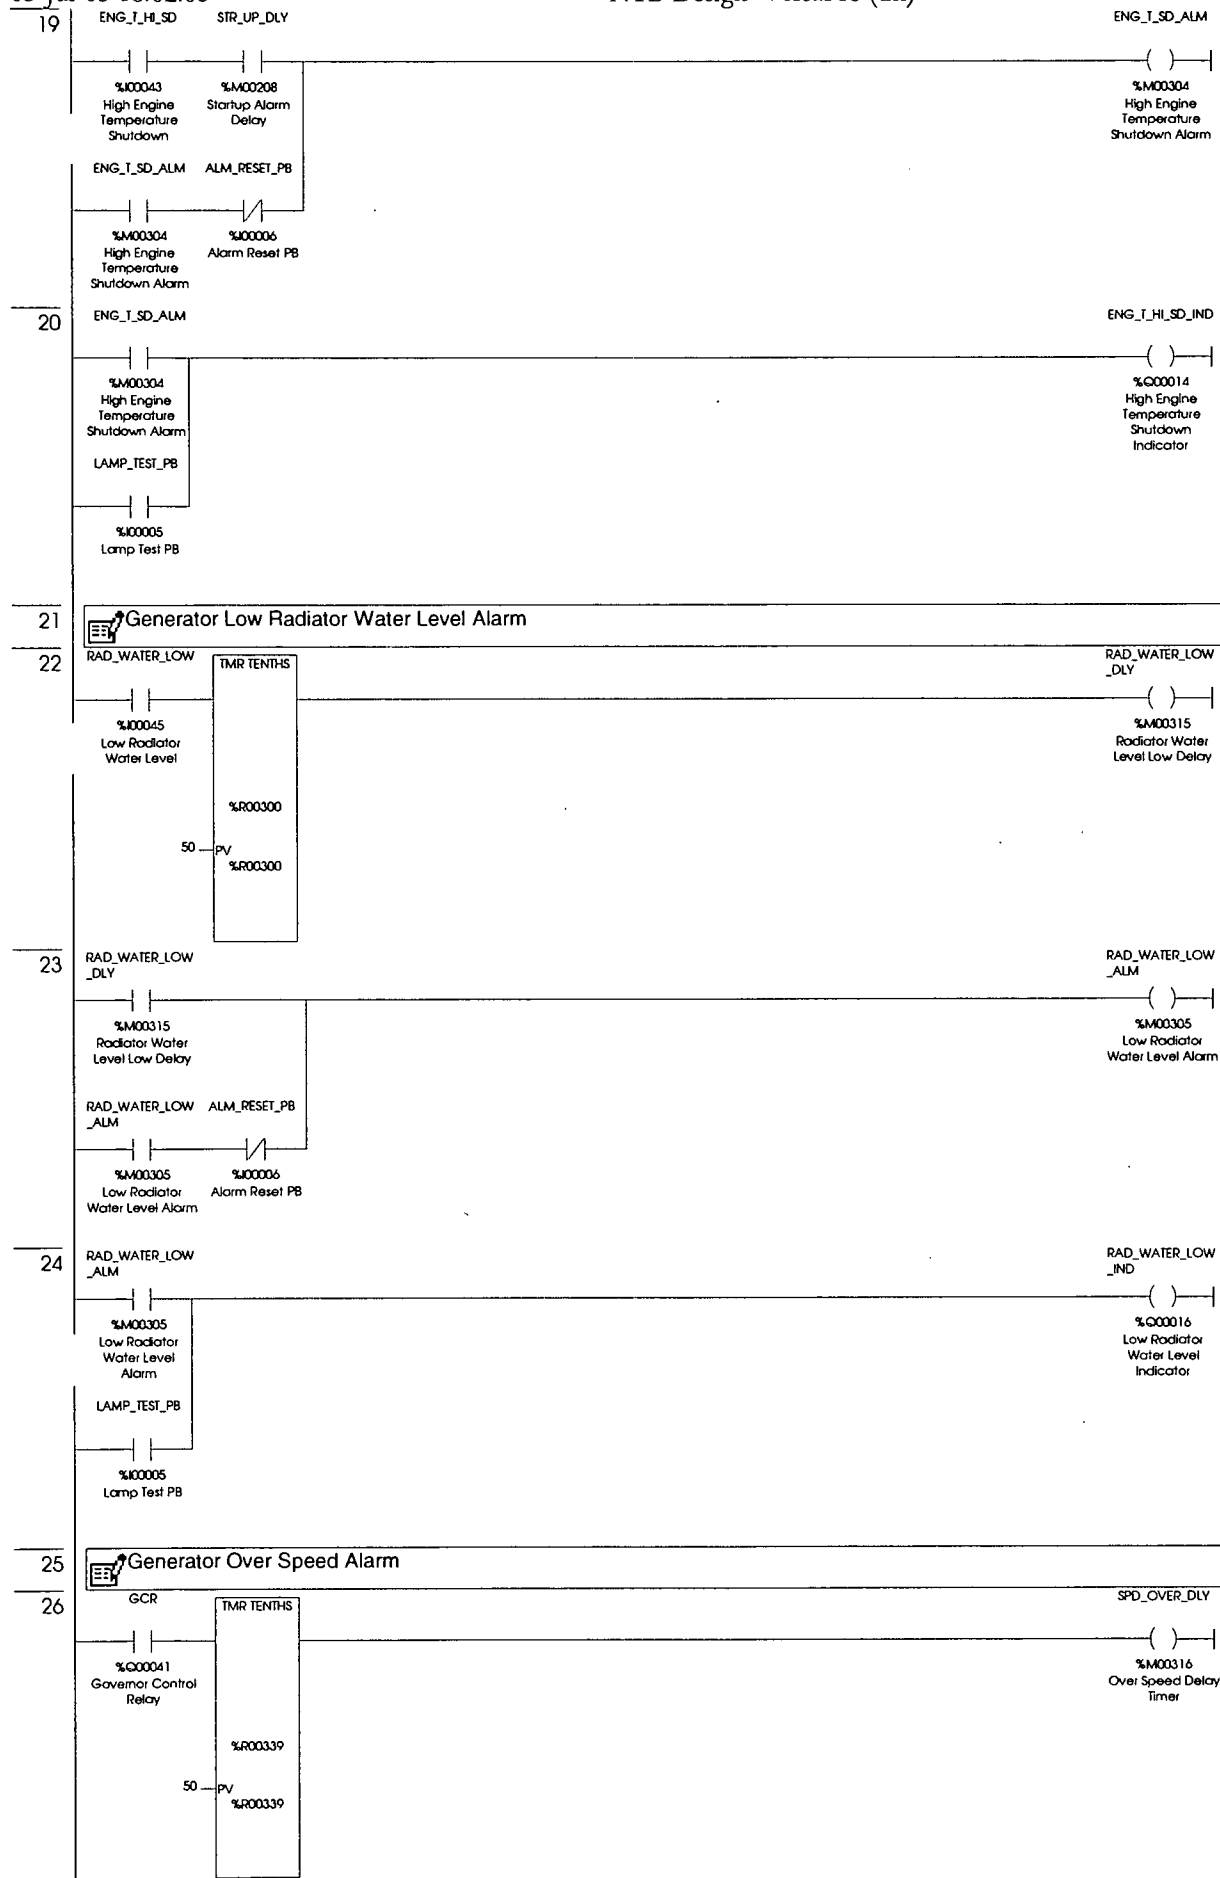 19
ENG_T_HI_SD STR_UP_DLY ENG_T_SD_ALM
%I00043 %M00208 %M00304
High Engine Startup Alarm High Engine
Temperature Delay Temperature
Shutdown Shutdown Alarm
ENG_T_SD_ALM ALM_RESET_PB
%M00304 %I00006
High Engine Alarm Reset PB
Temperature
Shutdown Alarm
20
ENG_T_SD_ALM ENG_T_HI_SD_IND
%M00304 %Q00014
High Engine High Engine
Temperature Temperature
Shutdown Alarm Shutdown
Indicator
LAMP_TEST_PB
%I00005
Lamp Test PB
21 Generator Low Radiator Water Level Alarm
22 RAD_WATER_LOW TMR TENTHS RAD_WATER_LOW
_DLY
%I00045 %M00315
Low Radiator Radiator Water
Water Level Level Low Delay
%R00300
50 PV
%R00300
23 RAD_WATER_LOW RAD_WATER_LOW
_DLY _ALM
%M00315 %M00305
Radiator Water Low Radiator
Level Low Delay Water Level Alarm
RAD_WATER_LOW ALM_RESET_PB
_ALM
%M00305 %I00006
Low Radiator Alarm Reset PB
Water Level Alarm
24 RAD_WATER_LOW RAD_WATER_LOW
_ALM _IND
%M00305 %Q00016
Low Radiator Low Radiator
Water Level Water Level
Alarm Indicator
LAMP_TEST_PB
%I00005
Lamp Test PB
25 Generator Over Speed Alarm
26 GCR TMR TENTHS SPD_OVER_DLY
%Q00041 %M00316
Governor Control Over Speed Delay
Relay Timer
%R00339
50 PV
%R00339